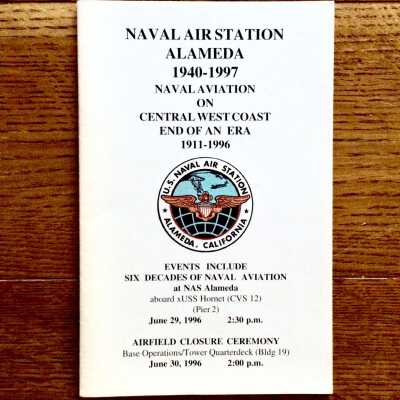 NAVAL AIR STATION
ALAMEDA
1940-1997
NAVAL AVIATION
ON
CENTRAL WEST COAST
END OF AN ERA
1911-1996
U.S. NAVAL AIR STATION
ALAMEDA, CALIFORNIA
EVENTS INCLUDE
SIX DECADES OF NAVAL AVIATION
at NAS Alameda
aboard xUSS Hornet (CVS 12)
(Pier 2)
June 29, 1996 2:30 p.m.
AIRFIELD CLOSURE CEREMONY
Base Operations/Tower Quarterdeck (Bldg 19)
June 30, 1996 2:00 p.m.